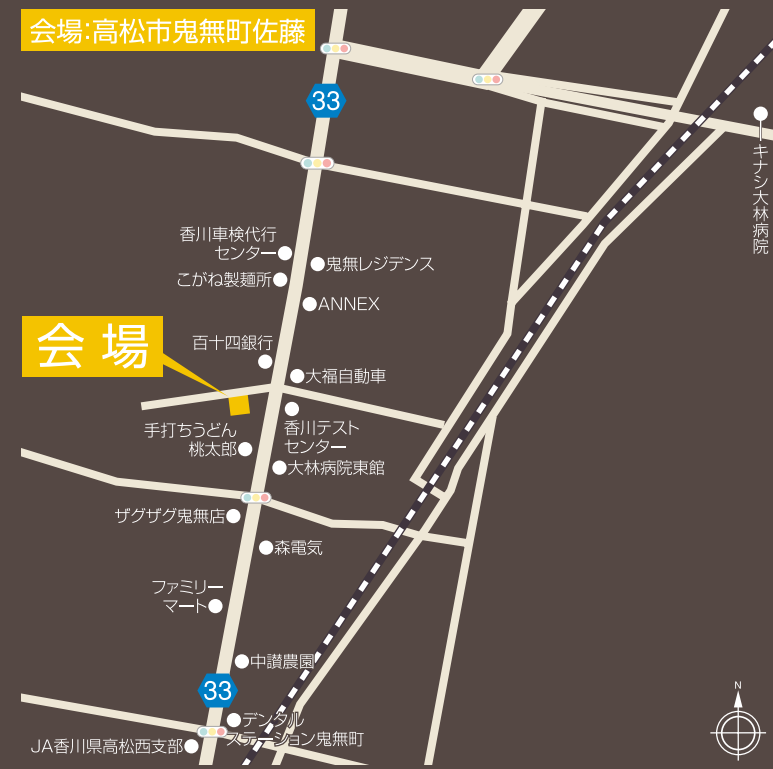 会場:高松市鬼無町佐藤
33
キナシ大林病院
香川車検代行
センター
鬼無レジデンス
こがね製麺所
ANNEX
百十四銀行
会場
大福自動車
香川テスト
センター
手打ちうどん
桃太郎
大林病院東館
ザグザグ鬼無店
森電気
ファミリー
マート
中讃農園
33
N
デンタル
ステーション鬼無町
JA香川県高松西支部